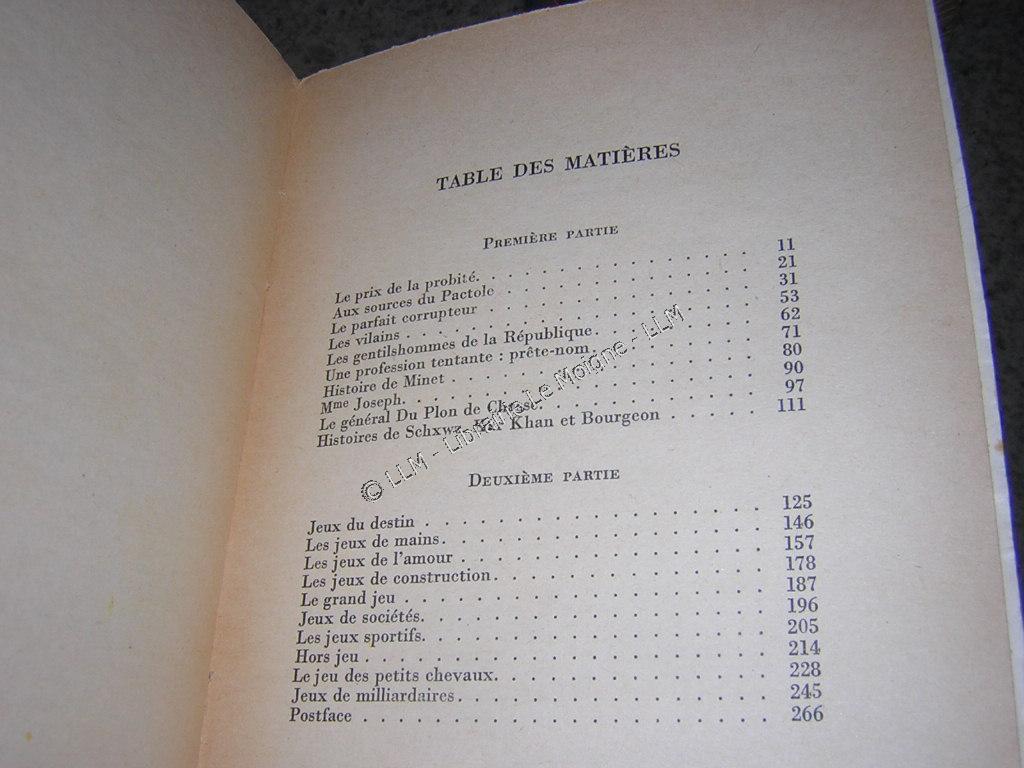 TABLE DES MATIÈRES
PREMIÈRE PARTIE
Le prix de la probité. . . . . . . . . . . . . . . 11
Aux sources du Pactole . . . . . . . . . . . . . . 21
Le parfait corrupteur . . . . . . . . . . . . . . 31
Les vilains . . . . . . . . . . . . . . . . . . 53
Les gentilshommes de la République. . . . . . . . . 62
Une profession tentante : prête-nom. . . . . . . . . 71
Histoire de Minet . . . . . . . . . . . . . . . . 80
Mme Joseph. . . . . . . . . . . . . . . . . . 90
Le général Du Plon de . . . . . . . . . . . 97
Histoires de Schxwz, Khan et Bourgeon . . . . . 111
© LLM - Librairie Le Moigne - LLM
DEUXIÈME PARTIE
Jeux du destin . . . . . . . . . . . . . . . . 125
Les jeux de mains. . . . . . . . . . . . . . . . 146
Les jeux de l'amour . . . . . . . . . . . . . . . 157
Les jeux de construction. . . . . . . . . . . . . . 178
Le grand jeu . . . . . . . . . . . . . . . . . 187
Jeux de sociétés. . . . . . . . . . . . . . . . . 196
Les jeux sportifs. . . . . . . . . . . . . . . . . 205
Hors jeu . . . . . . . . . . . . . . . . . . . 214
Le jeu des petits chevaux. . . . . . . . . . . . . . 228
Jeux de milliardaires. . . . . . . . . . . . . . . 245
Postface . . . . . . . . . . . . . . . . . . . 266